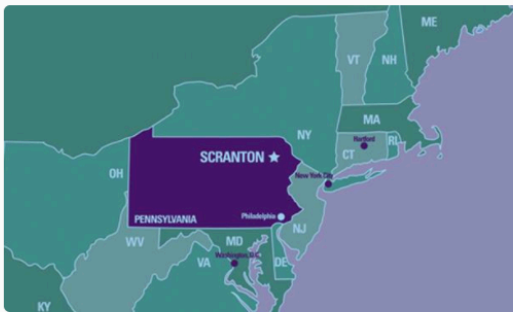 ME
VT
NH
MA
Hartford
NY
CT
RI
SCRANTON
OH
New York City
PENNSYLVANIA
Philadelphia
NJ
WV
MD
VA
Washington, D.C.
DE
KY